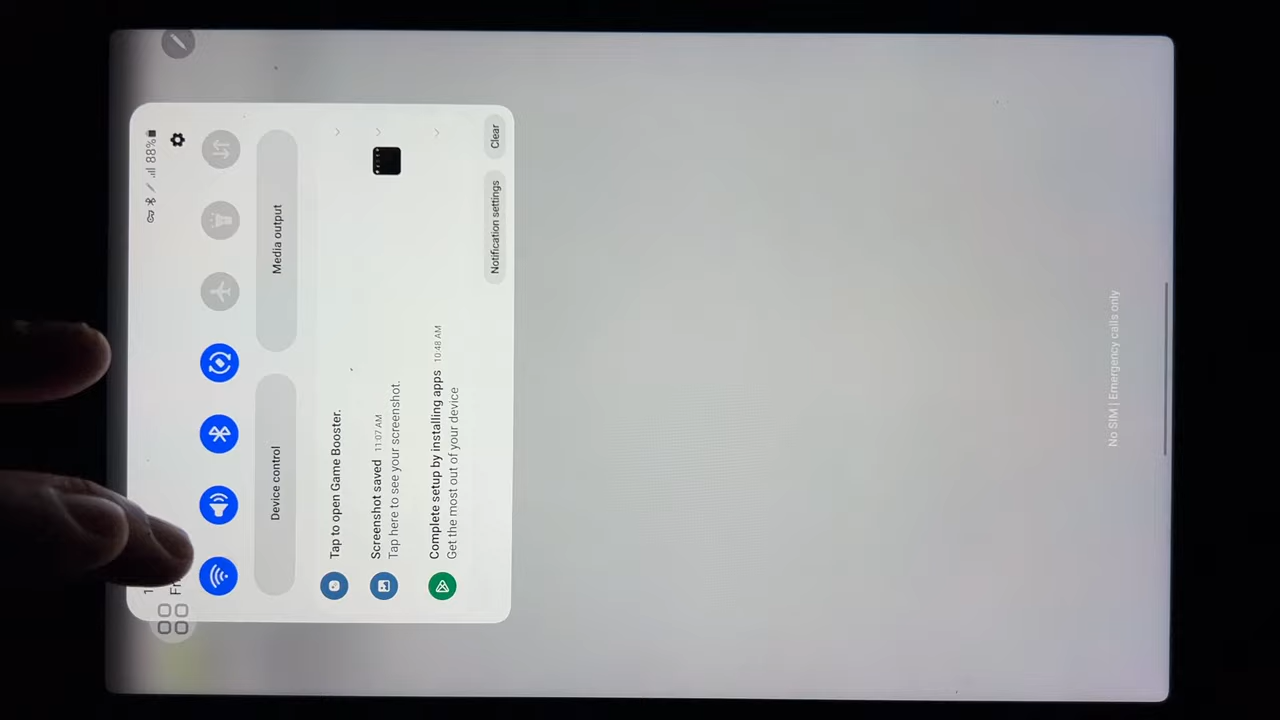 88%
Fr
Device control
Media output
Tap to open Game Booster.
Screenshot saved 11:07 AM
Tap here to see your screenshot.
Complete setup by installing apps 10:48 AM
Get the most out of your device
Notification settings
Clear
No SIM | Emergency calls only